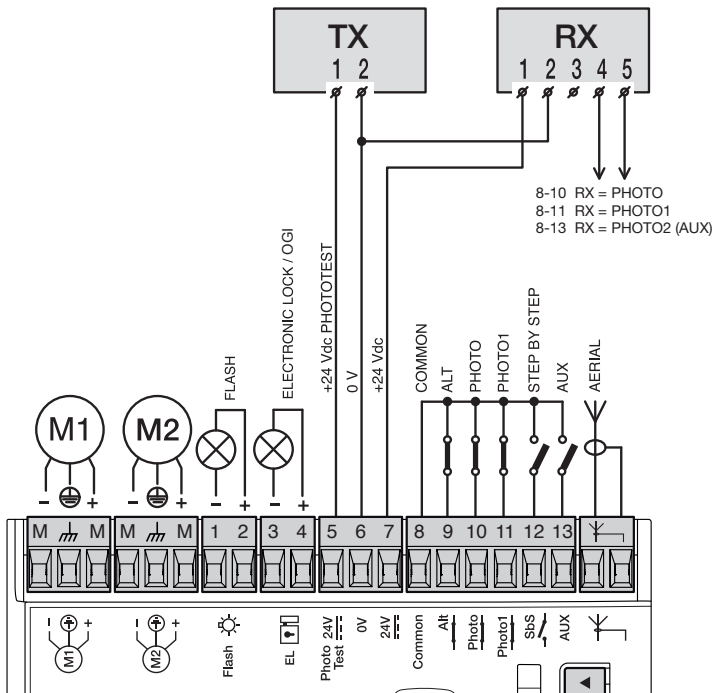 TX
1 2
RX
1 2 3 4 5
8-10 RX = PHOTO
8-11 RX = PHOTO1
8-13 RX = PHOTO2 (AUX)
FLASH
ELECTRONIC LOCK / OGI
+24 Vdc PHOTOTEST
0 V
+24 Vdc
COMMON
ALT
PHOTO
PHOTO1
STEP BY STEP
AUX
AERIAL
M1
M2
- +
- +
- +
- +
M M M M 1 2 3 4 5 6 7 8 9 10 11 12 13
- +
M1
- +
M2
Flash
EL
Photo 24V
Test
0V
24V
Common
Alt
Photo
Photo1
SbS
AUX